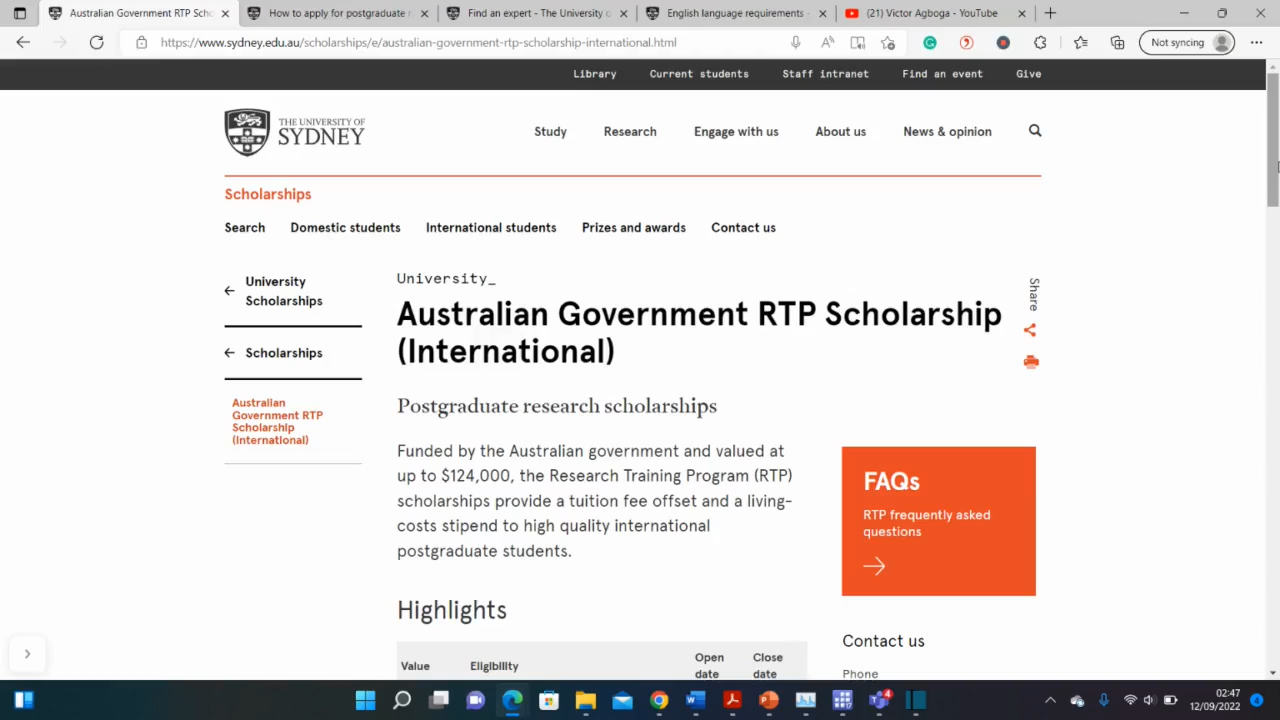 Australian Government RTP Scho
How to apply for postgraduate r
Find an expert - The University o
English language requirements -
(21) Victor Agboga - YouTube
https://www.sydney.edu.au/scholarships/e/australian-government-rtp-scholarship-international.html
Not syncing
Library
Current students
Staff intranet
Find an event
Give
THE UNIVERSITY OF
SYDNEY
Study
Research
Engage with us
About us
News & opinion
Scholarships
Search
Domestic students
International students
Prizes and awards
Contact us
University
Scholarships
Scholarships
Australian
Government RTP
Scholarship
(International)
University_
Australian Government RTP Scholarship
(International)
Share
Postgraduate research scholarships
Funded by the Australian government and valued at
up to $124,000, the Research Training Program (RTP)
scholarships provide a tuition fee offset and a living-
costs stipend to high quality international
postgraduate students.
FAQs
RTP frequently asked
questions
Highlights
Value
Eligibility
Open
date
Close
date
Contact us
Phone
4
02:47
12/09/2022